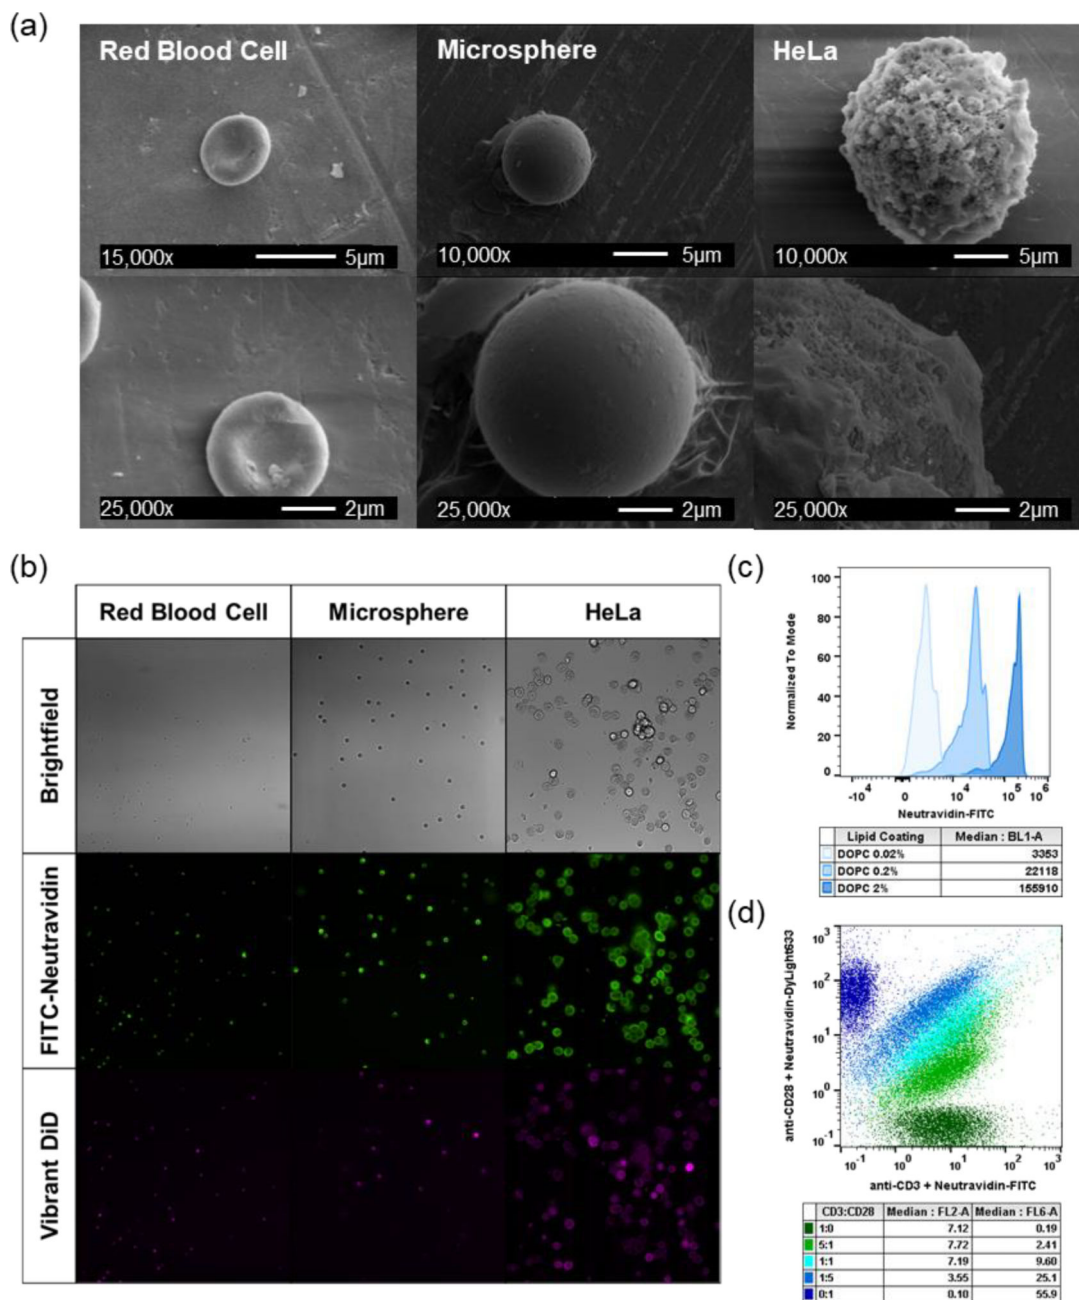 (a)
Red Blood Cell
Microsphere
HeLa
15,000x 5µm
10,000x 5µm
10,000x 5µm
25,000x 2µm
25,000x 2µm
25,000x 2µm
(b)
Red Blood Cell Microsphere HeLa
Brightfield
FITC-Neutravidin
Vibrant DiD
(c)
Normalized To Mode
100
80
60
40
20
0
-10^4 0 10^4 10^5 10^6
Neutravidin-FITC
Lipid Coating Median : BL1-A
DOPC 0.02% 3353
DOPC 0.2% 22118
DOPC 2% 155910
(d)
anti-CD28 + Neutravidin-DyLight633
10^3
10^2
10^1
10^0
10^-1
10^-1 10^0 10^1 10^2 10^3
anti-CD3 + Neutravidin-FITC
CD3:CD28 Median : FL2-A Median : FL6-A
1:0 7.12 0.19
5:1 7.72 2.41
1:1 7.19 9.60
1:5 3.55 25.1
0:1 0.10 55.9